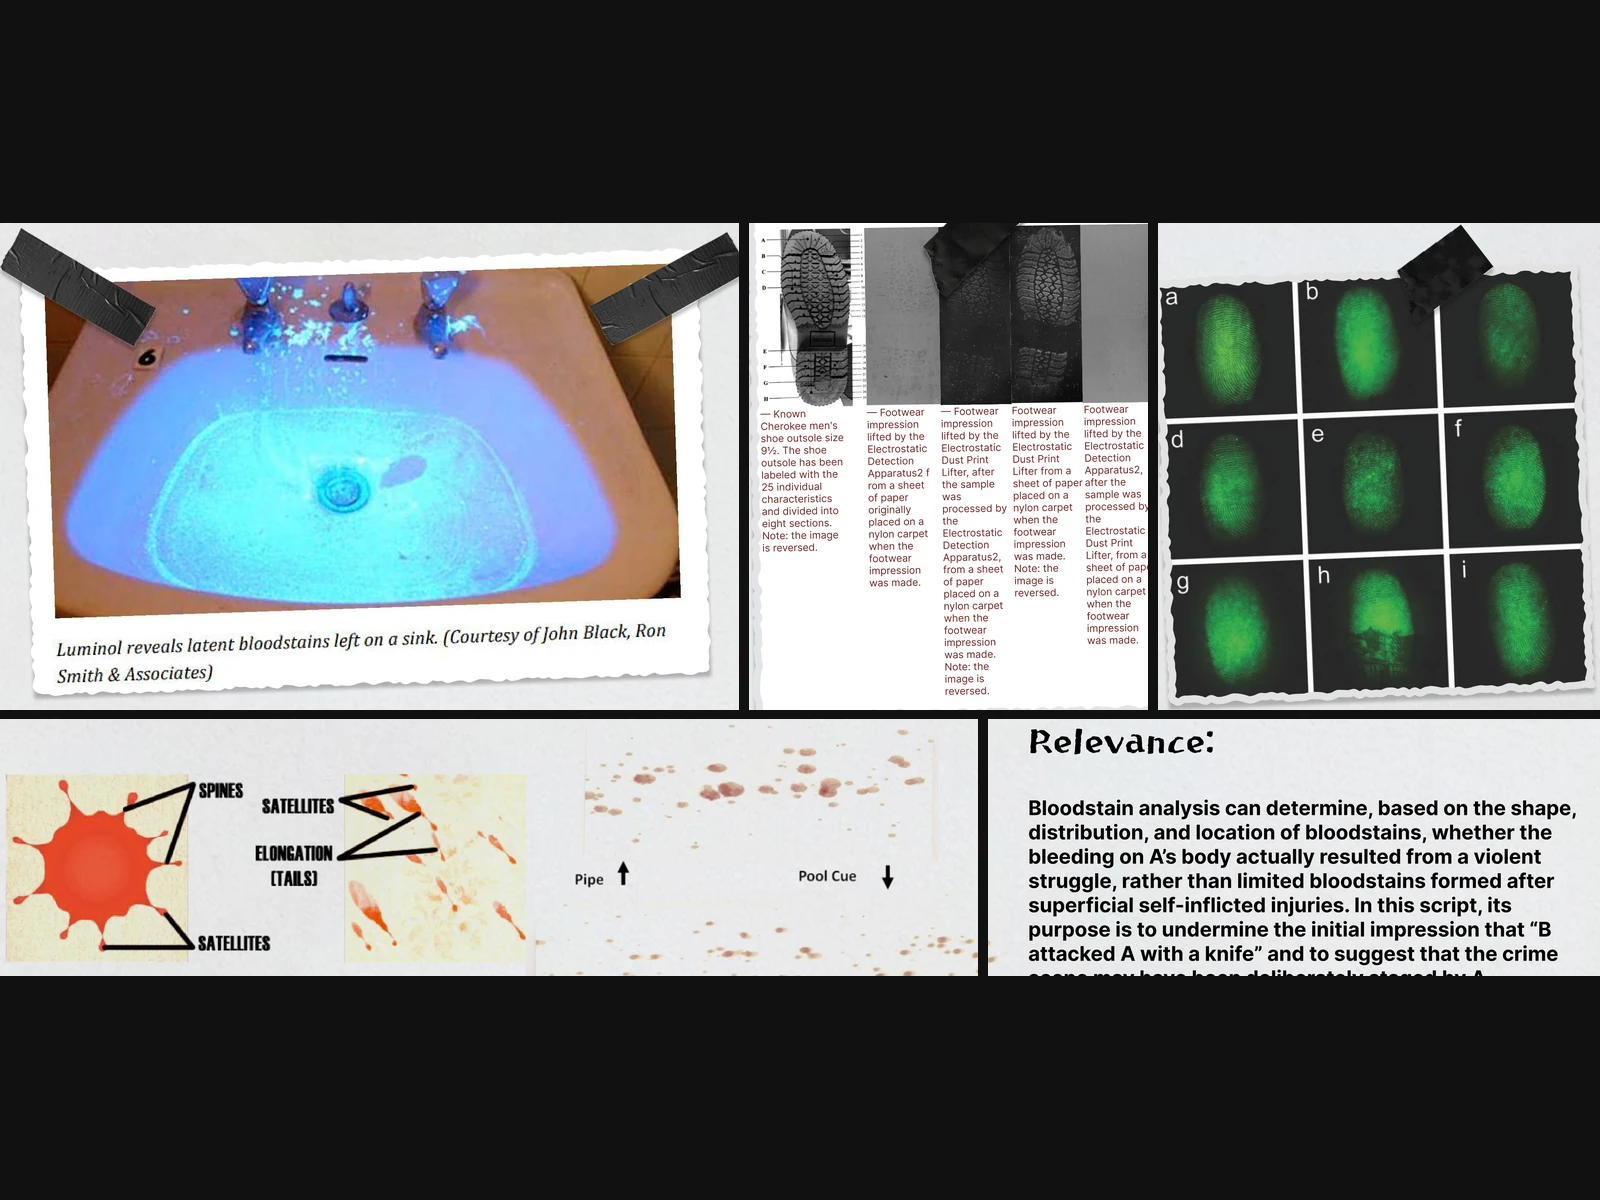 6
Luminol reveals latent bloodstains left on a sink. (Courtesy of John Black, Ron
Smith & Associates)
A
B
C
D
E
F
G
H
— Known
Cherokee men's
shoe outsole size
9½. The shoe
outsole has been
labeled with the
25 individual
characteristics
and divided into
eight sections.
Note: the image
is reversed.
— Footwear
impression
lifted by the
Electrostatic
Detection
Apparatus2 f
rom a sheet
of paper
originally
placed on a
nylon carpet
when the
footwear
impression
was made.
— Footwear
impression
lifted by the
Electrostatic
Dust Print
Lifter, after
the sample
was
processed by
the
Electrostatic
Detection
Apparatus2,
from a sheet
of paper
placed on a
nylon carpet
when the
footwear
impression
was made.
Note: the
image is
reversed.
Footwear
impression
lifted by the
Electrostatic
Dust Print
Lifter from a
sheet of paper
placed on a
nylon carpet
when the
footwear
impression
was made.
Note: the
image is
reversed.
Footwear
impression
lifted by the
Electrostatic
Detection
Apparatus2,
after the
sample was
processed by
the
Electrostatic
Dust Print
Lifter, from a
sheet of pap
placed on a
nylon carpet
when the
footwear
impression
was made.
a
b
d
e
f
g
h
i
SPINES
SATELLITES
ELONGATION
(TAILS)
SATELLITES
Pipe
Pool Cue
Relevance:
Bloodstain analysis can determine, based on the shape,
distribution, and location of bloodstains, whether the
bleeding on A’s body actually resulted from a violent
struggle, rather than limited bloodstains formed after
superficial self-inflicted injuries. In this script, its
purpose is to undermine the initial impression that “B
attacked A with a knife” and to suggest that the crime
scene may have been deliberately staged by A